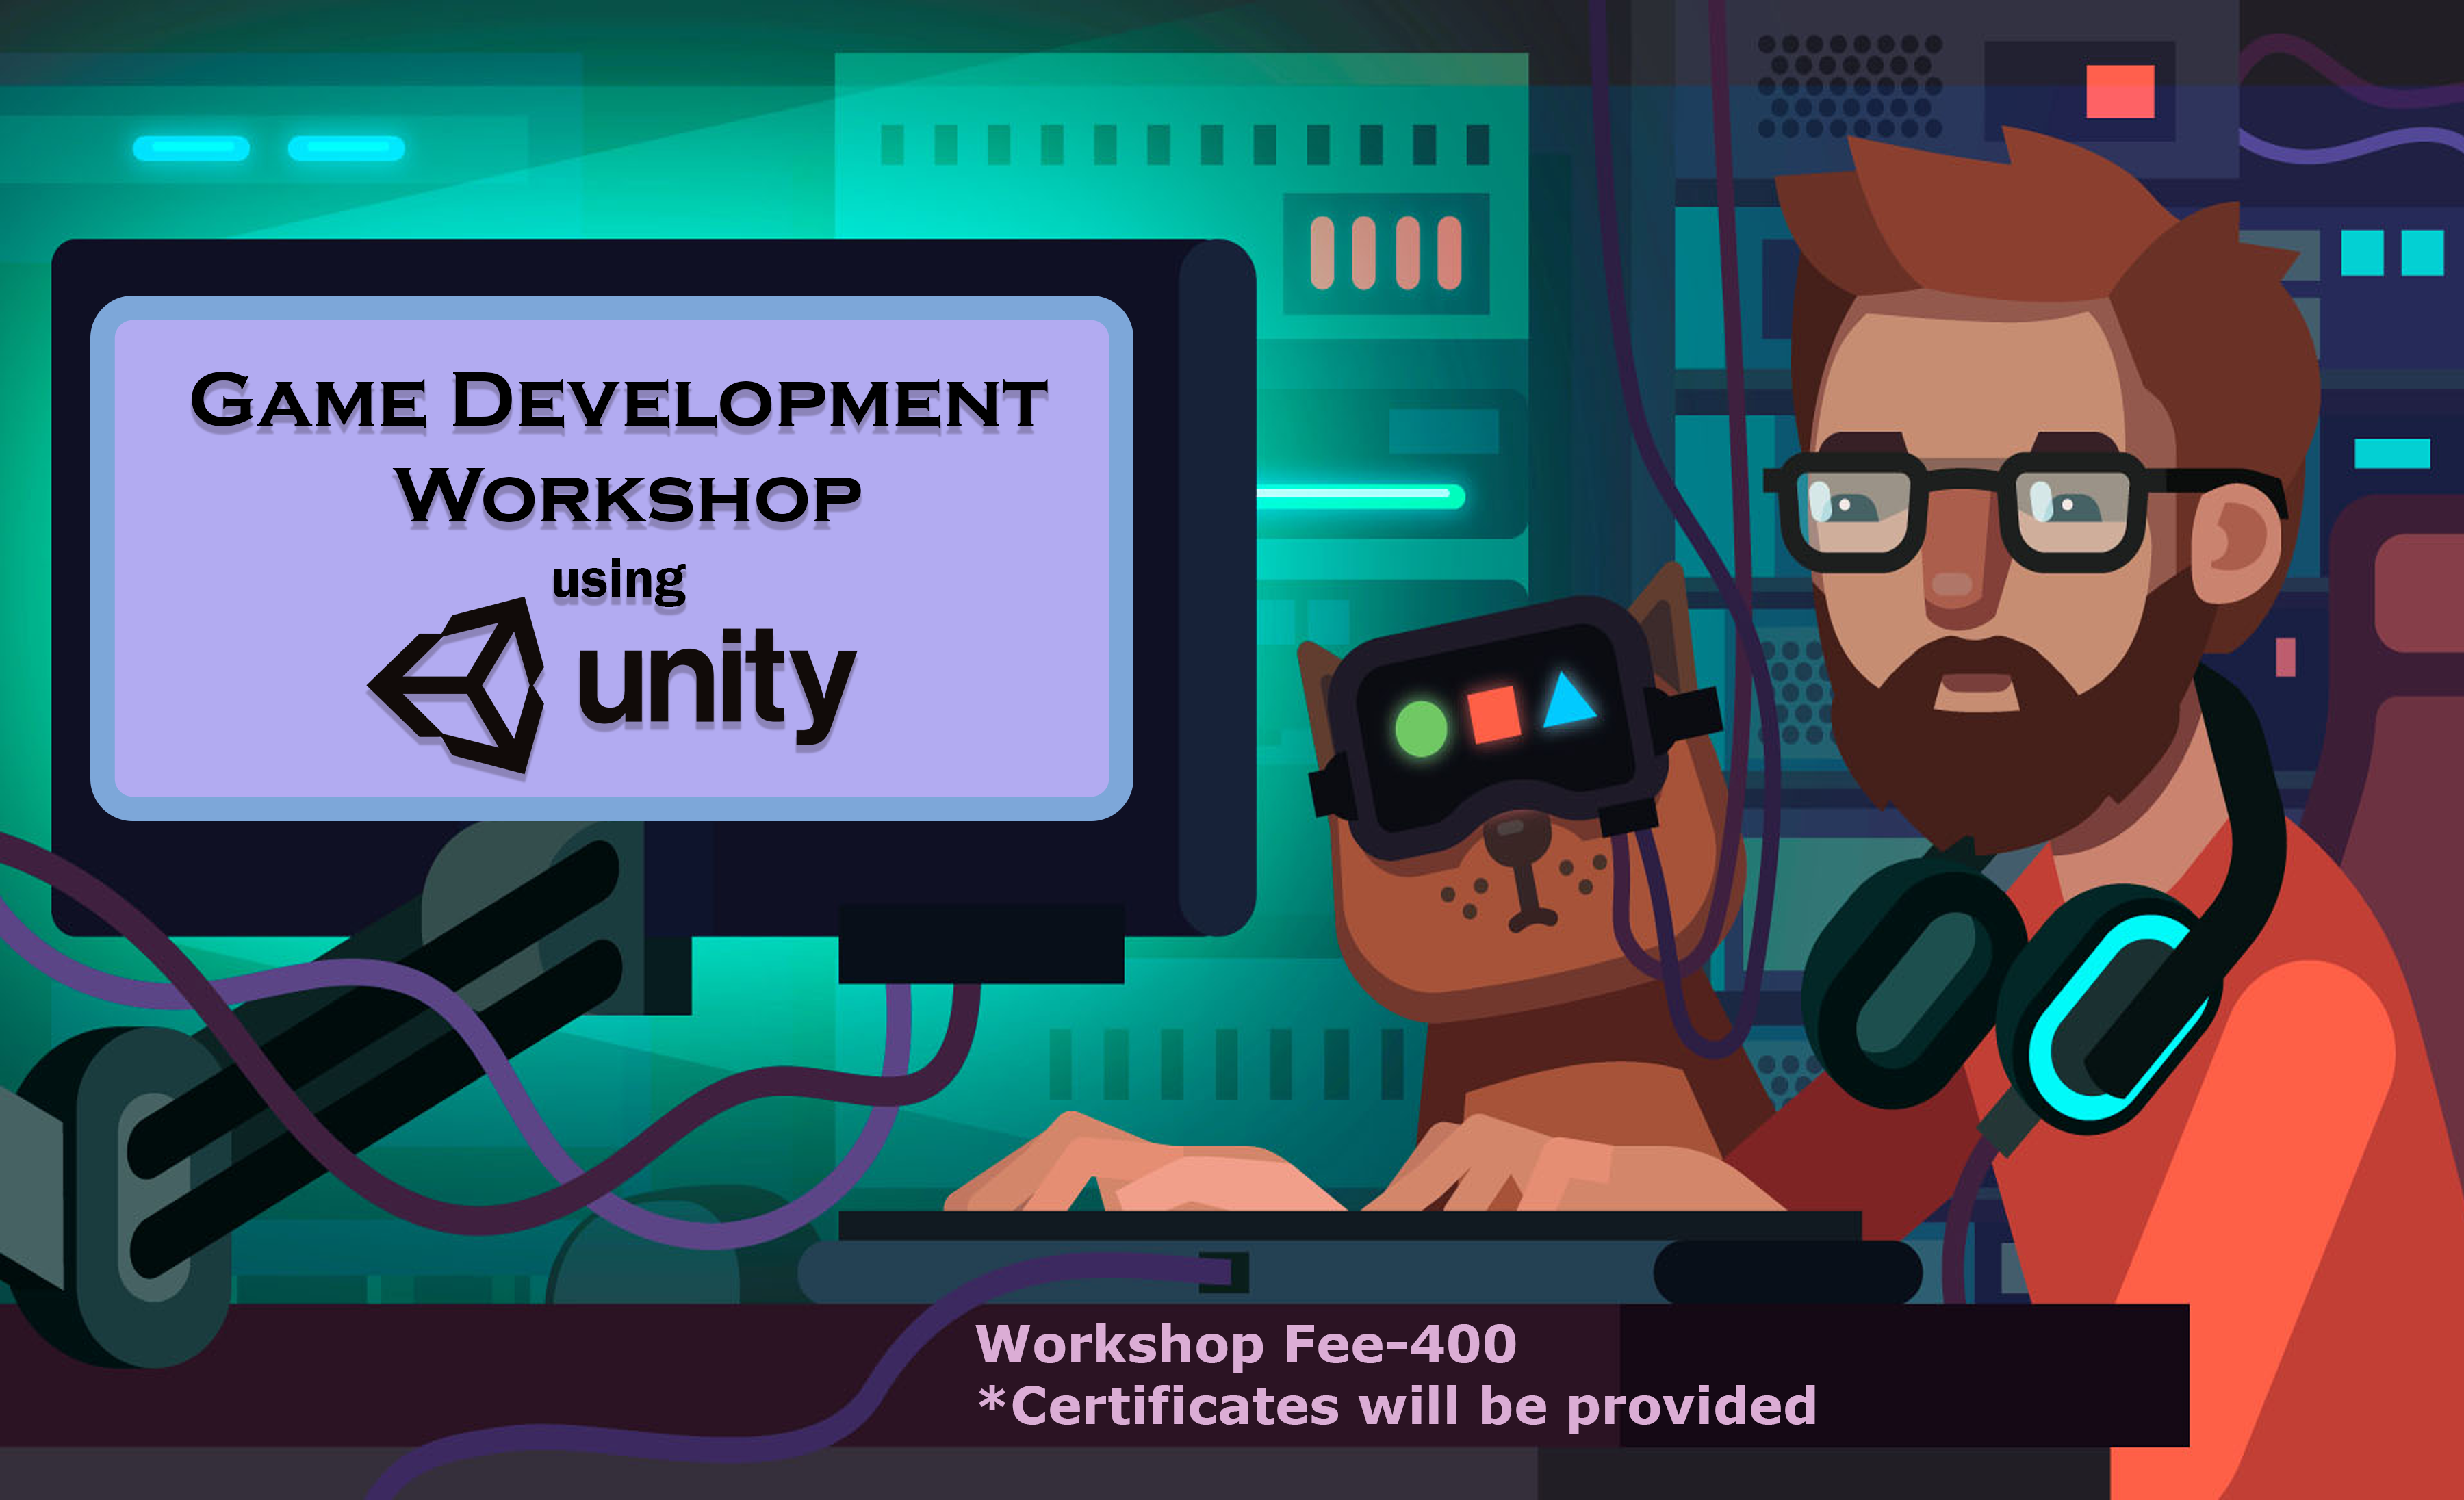 Game Development
Workshop
using
unity
Workshop Fee-400
*Certificates will be provided